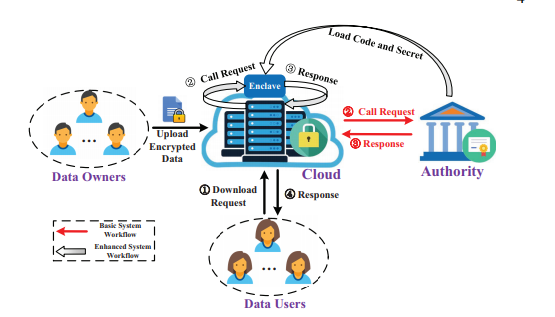 Load Code and Secret
② Call Request
③ Response
Enclave
② Call Request
③ Response
Upload
Encrypted
Data
...
Data Owners
Cloud
Authority
① Download
Request
④ Response
Basic System
Workflow
Enhanced System
Workflow
...
Data Users